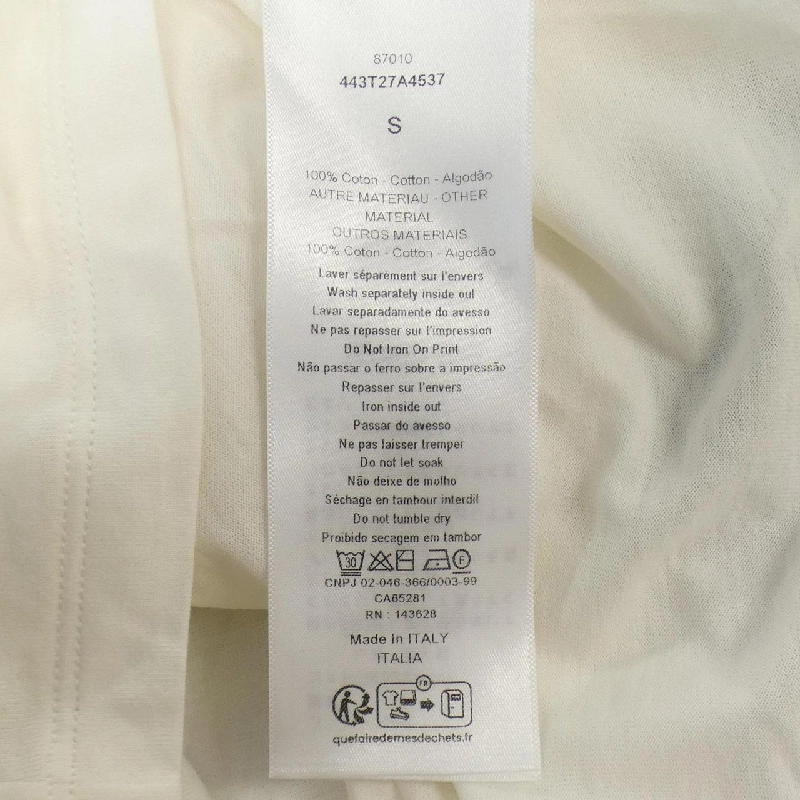 87010
443T27A4537
S
100% Coton - Cotton - Algodão
AUTRE MATERIAU - OTHER
MATERIAL
OUTROS MATERIAIS
100% Coton - Cotton - Algodão
Laver séparément sur l'envers
Wash separately inside out
Lavar separadamente do avesso
Ne pas repasser sur l'impression
Do Not Iron On Print
Não passar o ferro sobre a impressão
Repasser sur l'envers
Iron inside out
Passar do avesso
Ne pas laisser tremper
Do not let soak
Não deixe de molho
Séchage en tambour interdit
Do not tumble dry
Proibido secagem em tambor
30 F
CNPJ 02-046-366/0003-99
CA65281
RN : 143628
Made In ITALY
ITALIA
FR
quefairedemesdechets.fr